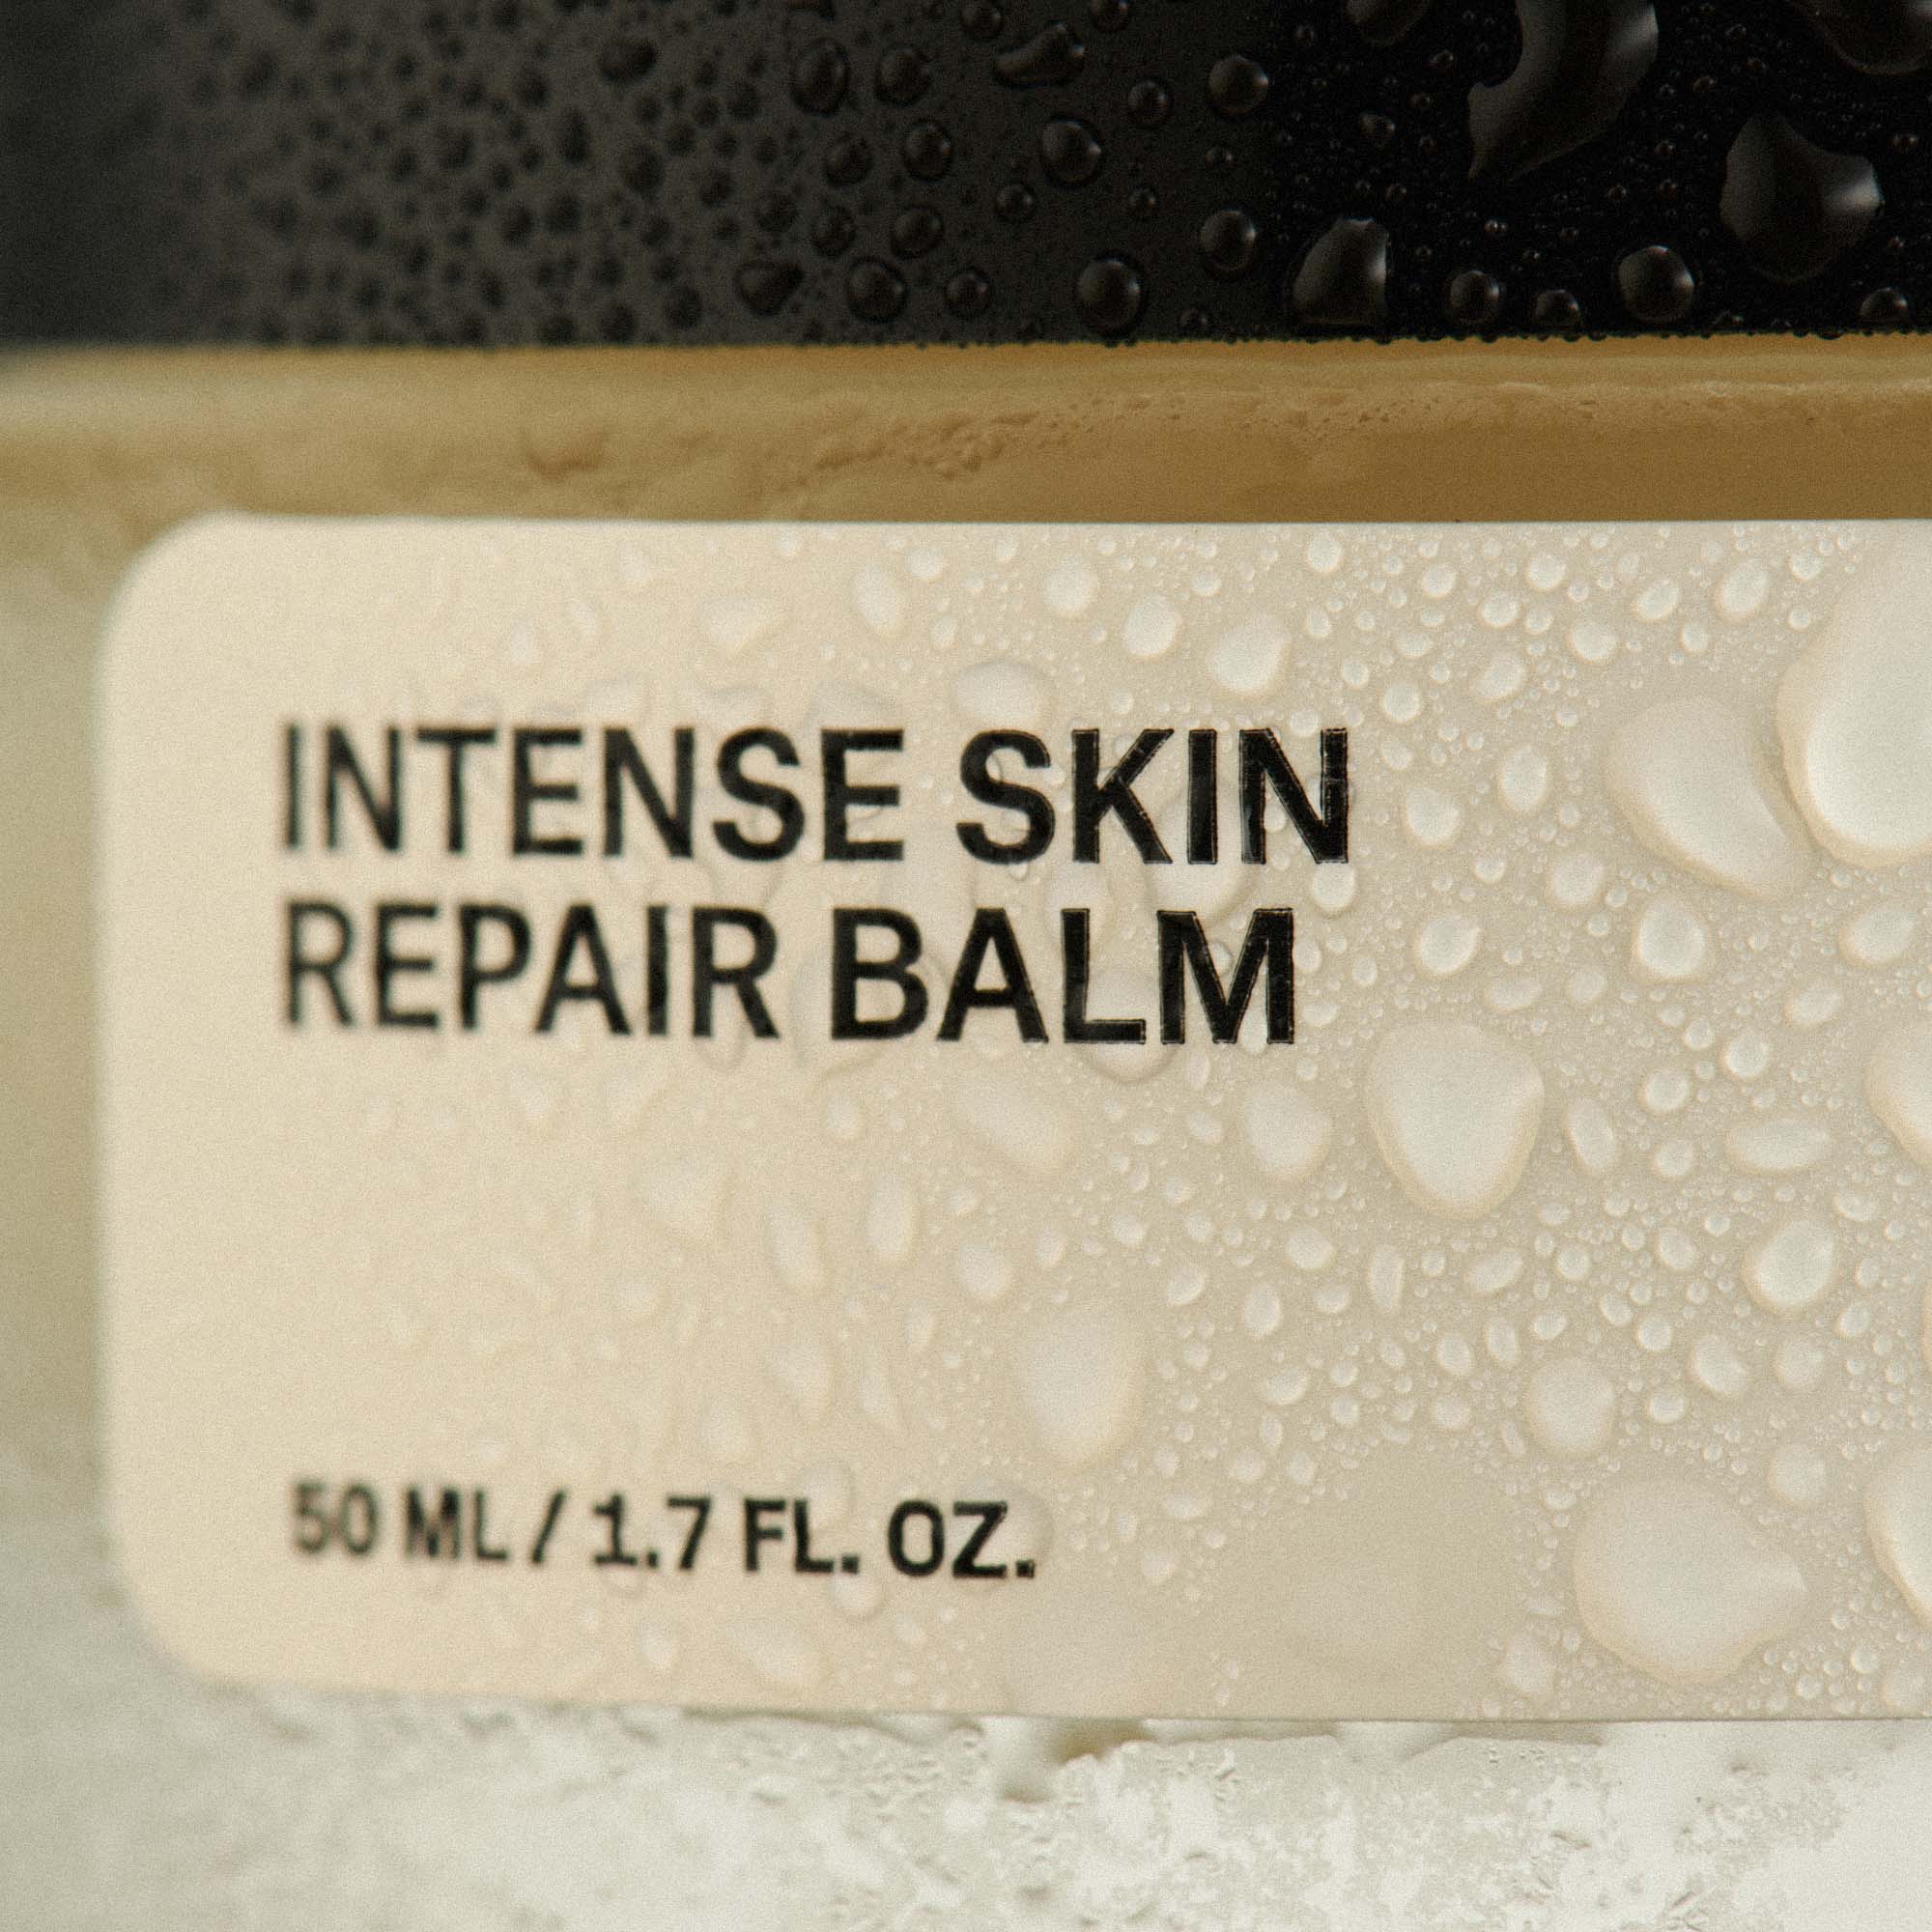 INTENSE SKIN
REPAIR BALM
50 ML / 1.7 FL. OZ.